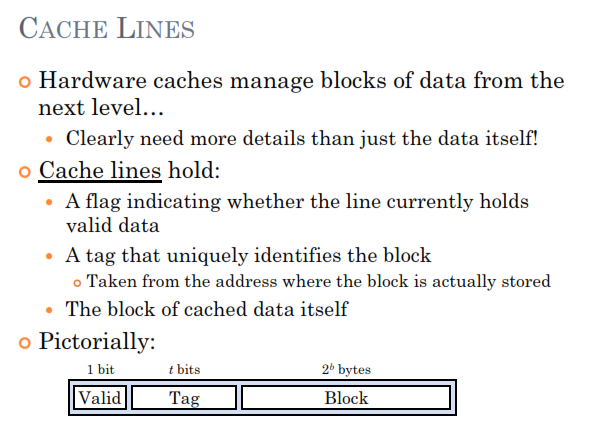 CACHE LINES
Hardware caches manage blocks of data from the
next level…
Clearly need more details than just the data itself!
Cache lines hold:
A flag indicating whether the line currently holds
valid data
A tag that uniquely identifies the block
Taken from the address where the block is actually stored
The block of cached data itself
Pictorially:
1 bit t bits 2ᵇ bytes
Valid Tag Block